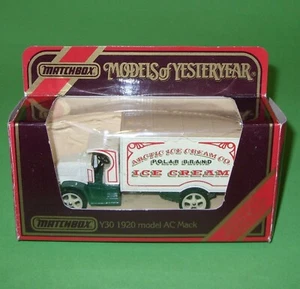 MATCHBOX MODELS of YESTERYEAR®
ARCTIC ICE CREAM CO.
POLAR BRAND
ICE CREAM
MATCHBOX Y30 1920 model AC Mack